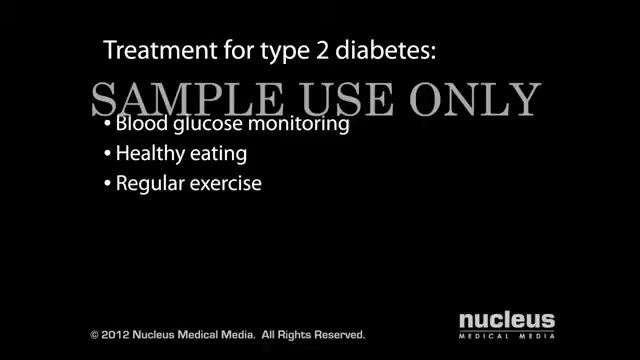 Treatment for type 2 diabetes:
SAMPLE USE ONLY
• Blood glucose monitoring
• Healthy eating
• Regular exercise
nucleus
MEDICAL MEDIA
© 2012 Nucleus Medical Media. All Rights Reserved.